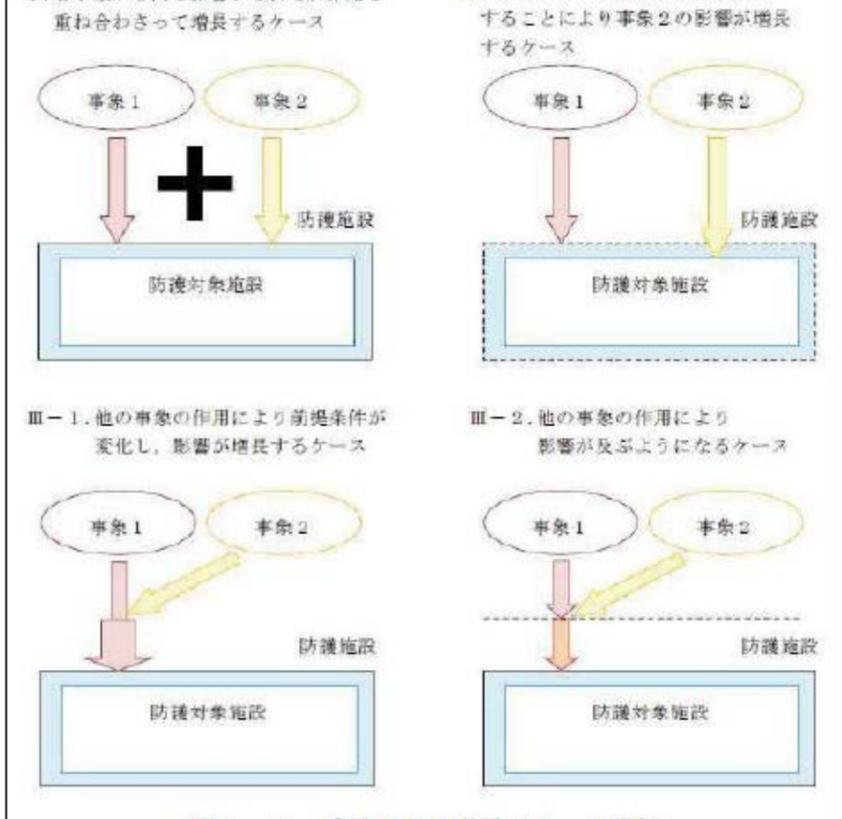 重ね合わさって増長するケース
事象1
事象2
防護施設
防護対象施設
することにより事象2の影響が増長
するケース
事象1
事象2
防護施設
防護対象施設
Ⅲ－1．他の事象の作用により前提条件が
変化し，影響が増長するケース
事象1
事象2
防護施設
防護対象施設
Ⅲ－2．他の事象の作用により
影響が及ぶようになるケース
事象1
事象2
防護施設
防護対象施設